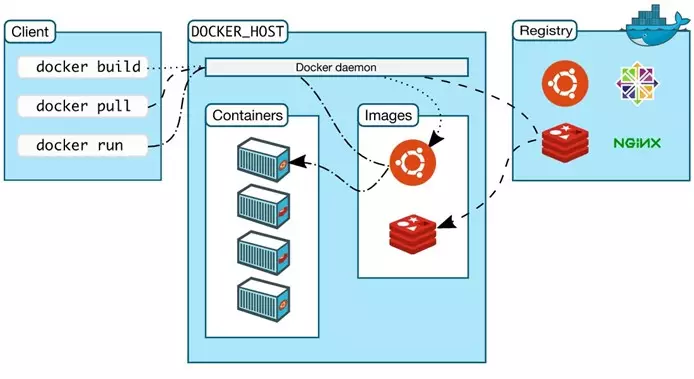 Client
docker build
docker pull
docker run
DOCKER_HOST
Docker daemon
Containers
Images
Registry
NGINX